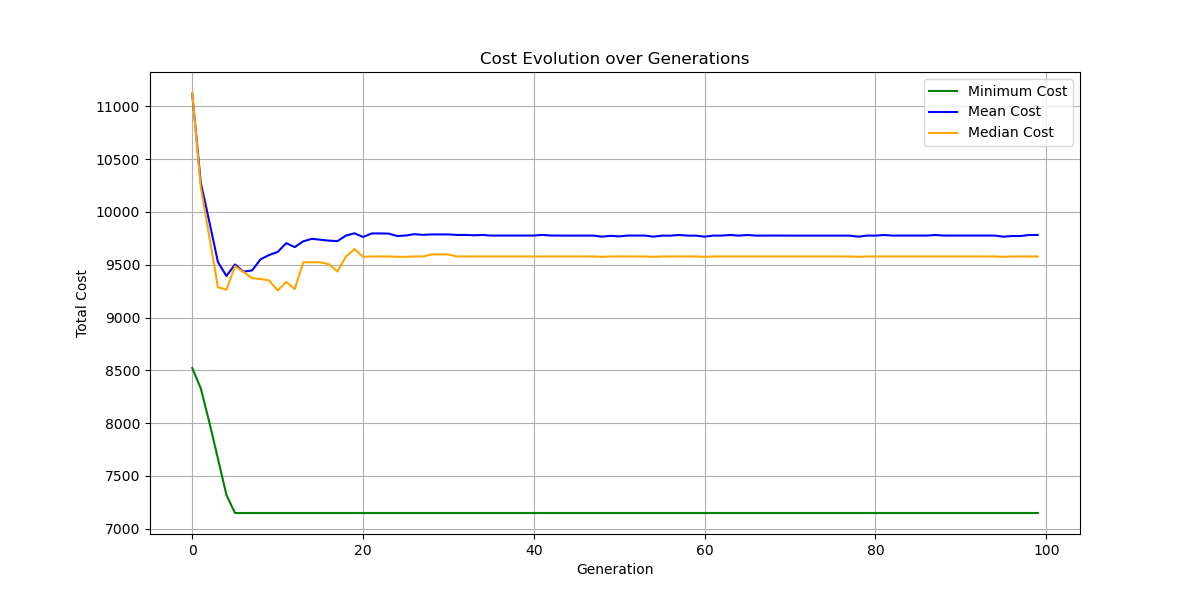 Cost Evolution over Generations
Total Cost
11000
10500
10000
9500
9000
8500
8000
7500
7000
Minimum Cost
Mean Cost
Median Cost
0
20
40
60
80
100
Generation